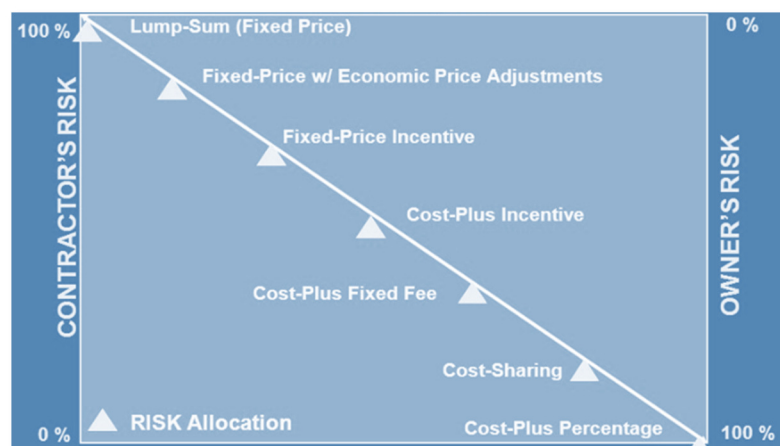 100 %
Lump-Sum (Fixed Price)
0 %
Fixed-Price w/ Economic Price Adjustments
Fixed-Price Incentive
CONTRACTOR'S RISK
OWNER'S RISK
Cost-Plus Incentive
Cost-Plus Fixed Fee
Cost-Sharing
RISK Allocation
Cost-Plus Percentage
0 %
100 %